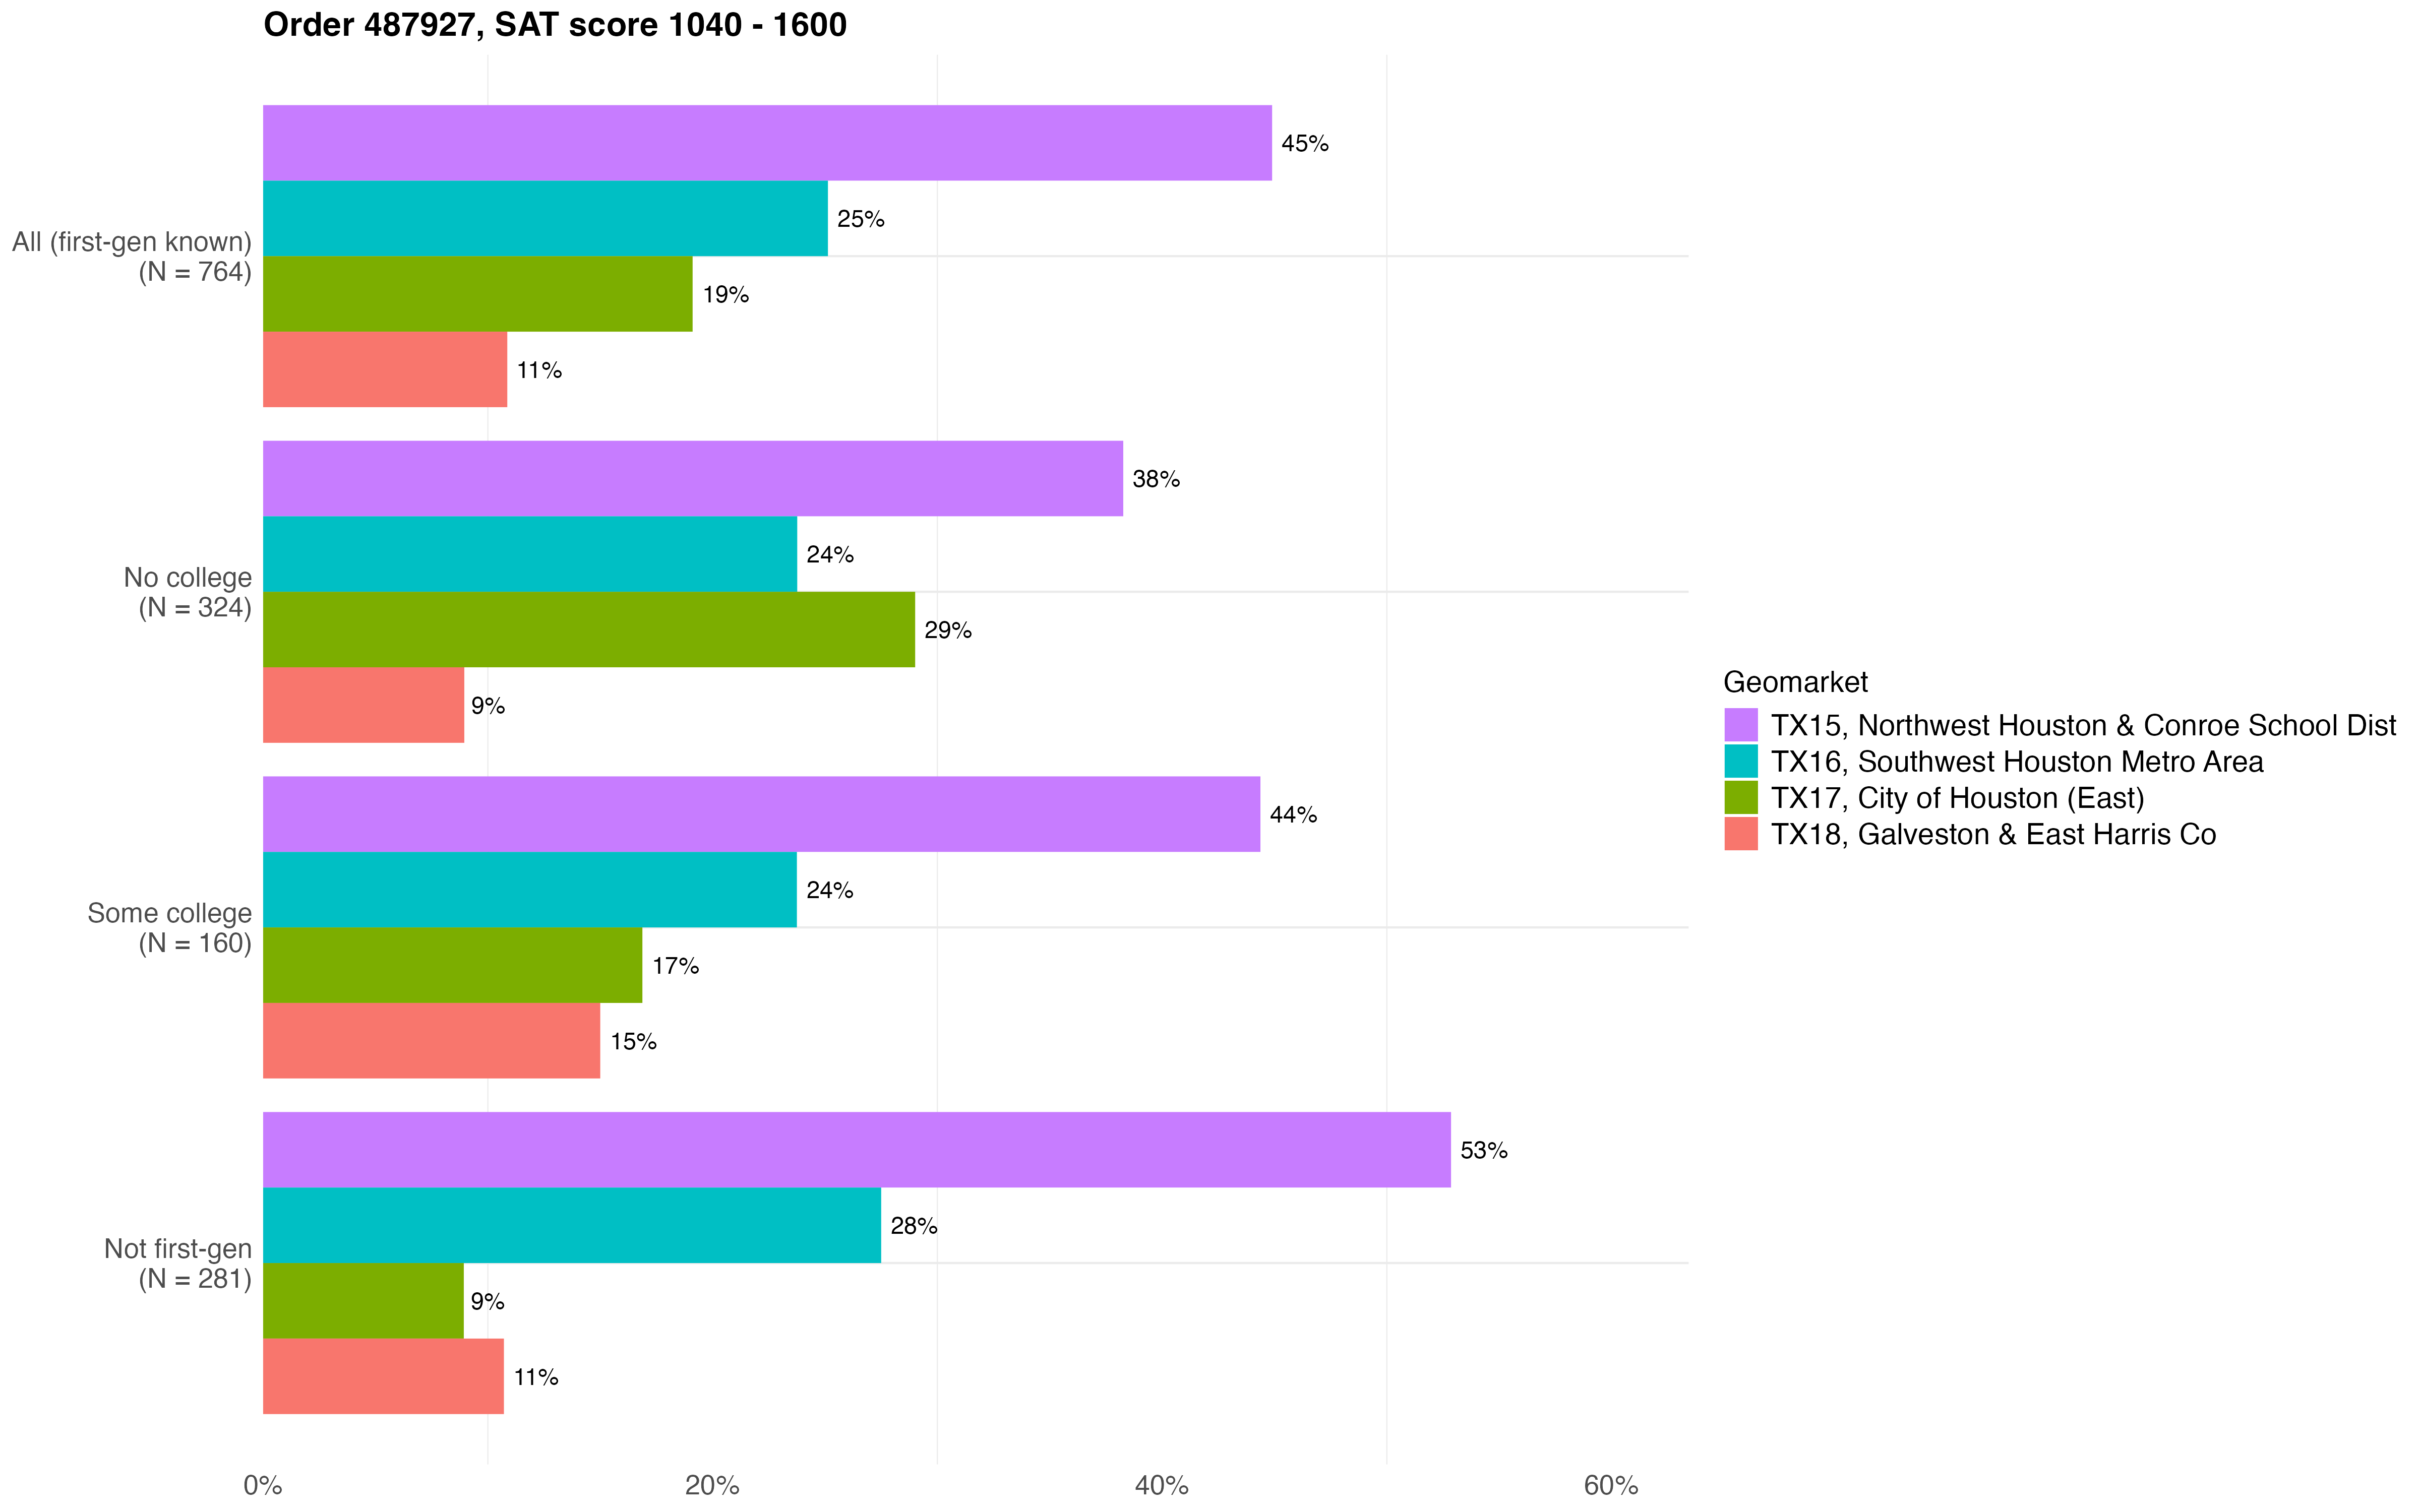 Order 487927, SAT score 1040 - 1600
All (first-gen known)
(N = 764)
45%
25%
19%
11%
No college
(N = 324)
38%
24%
29%
9%
Some college
(N = 160)
44%
24%
17%
15%
Not first-gen
(N = 281)
53%
28%
9%
11%
0%
20%
40%
60%
Geomarket
TX15, Northwest Houston & Conroe School Dist
TX16, Southwest Houston Metro Area
TX17, City of Houston (East)
TX18, Galveston & East Harris Co